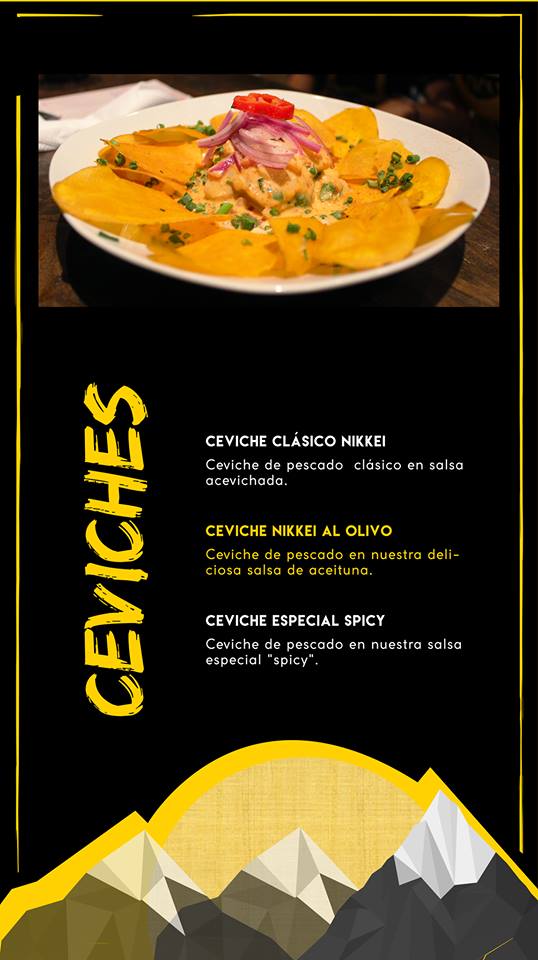 CEVICHES
CEVICHE CLÁSICO NIKKEI
Ceviche de pescado  clásico en salsa
acevichada.
CEVICHE NIKKEI AL OLIVO
Ceviche de pescado en nuestra deli-
ciosa salsa de aceituna.
CEVICHE ESPECIAL SPICY
Ceviche de pescado en nuestra salsa
especial "spicy".